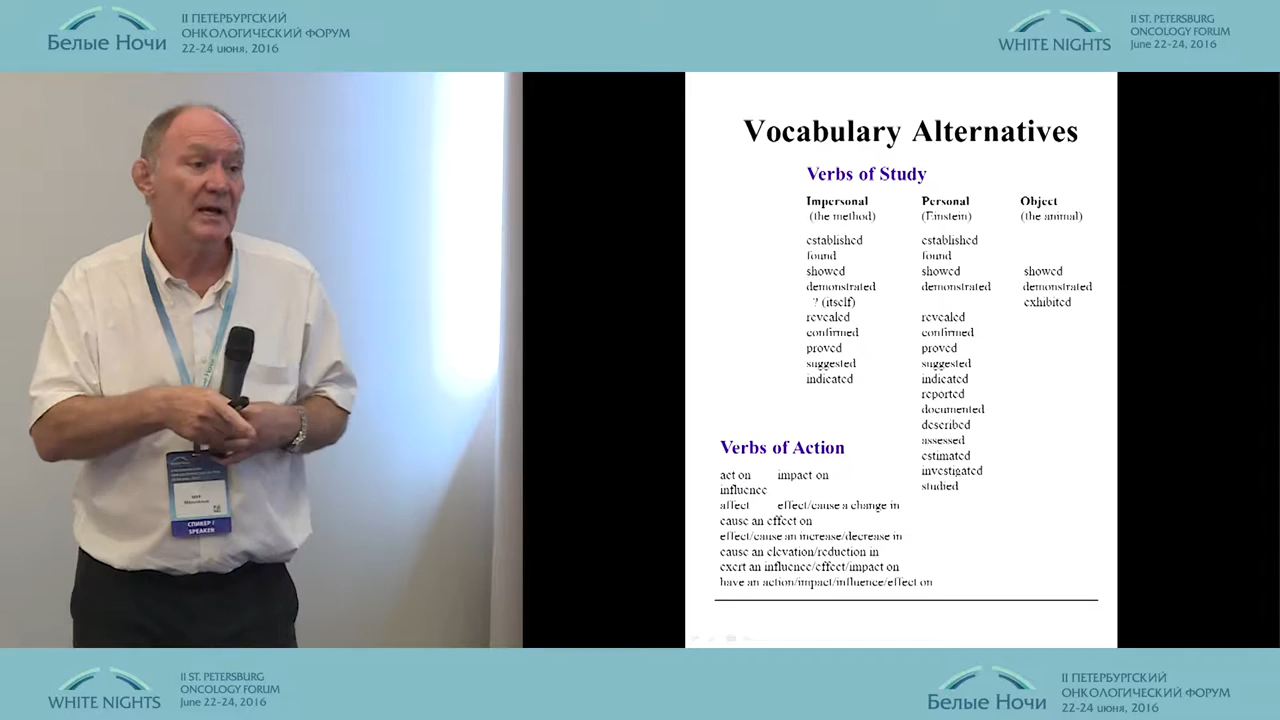 II ПЕТЕРБУРГСКИЙ
ОНКОЛОГИЧЕСКИЙ ФОРУМ
22-24 июня, 2016
Белые Ночи
II ST. PETERSBURG
ONCOLOGY FORUM
June 22-24, 2016
WHITE NIGHTS
Vocabulary Alternatives
Verbs of Study
Impersonal Personal Object
(the method) (Einstein) (the animal)
established established
found found
showed showed showed
demonstrated demonstrated demonstrated
? (itself) exhibited
revealed revealed
confirmed confirmed
proved proved
suggested suggested
indicated indicated
reported
documented
described
assessed
estimated
investigated
studied
Verbs of Action
act on impact on
influence
affect effect/cause a change in
cause an effect on
effect/cause an increase/decrease in
cause an elevation/reduction in
exert an influence/effect/impact on
have an action/impact/influence/effect on
Белые Ночи
СПИКЕР /
SPEAKER
WHITE NIGHTS
II ST. PETERSBURG
ONCOLOGY FORUM
June 22-24, 2016
Белые Ночи
II ПЕТЕРБУРГСКИЙ
ОНКОЛОГИЧЕСКИЙ ФОРУМ
22-24 июня, 2016